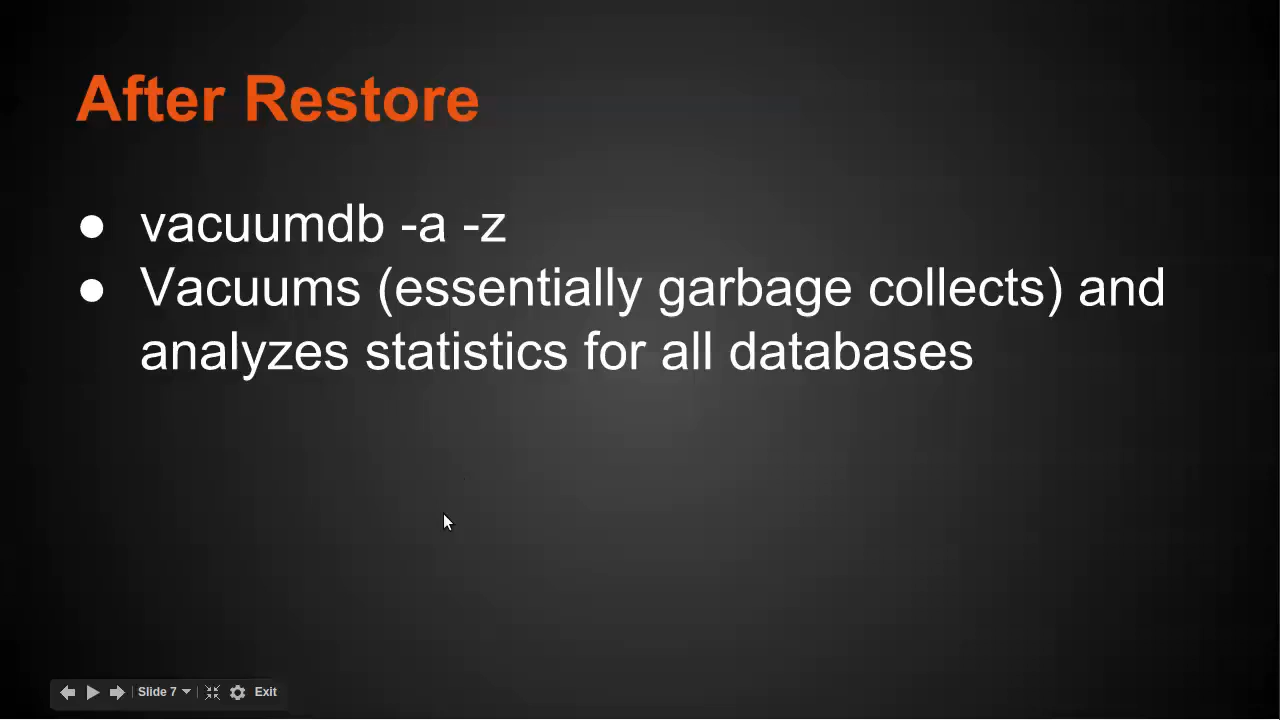 After Restore
● vacuumdb -a -z
● Vacuums (essentially garbage collects) and
analyzes statistics for all databases
Slide 7
Exit